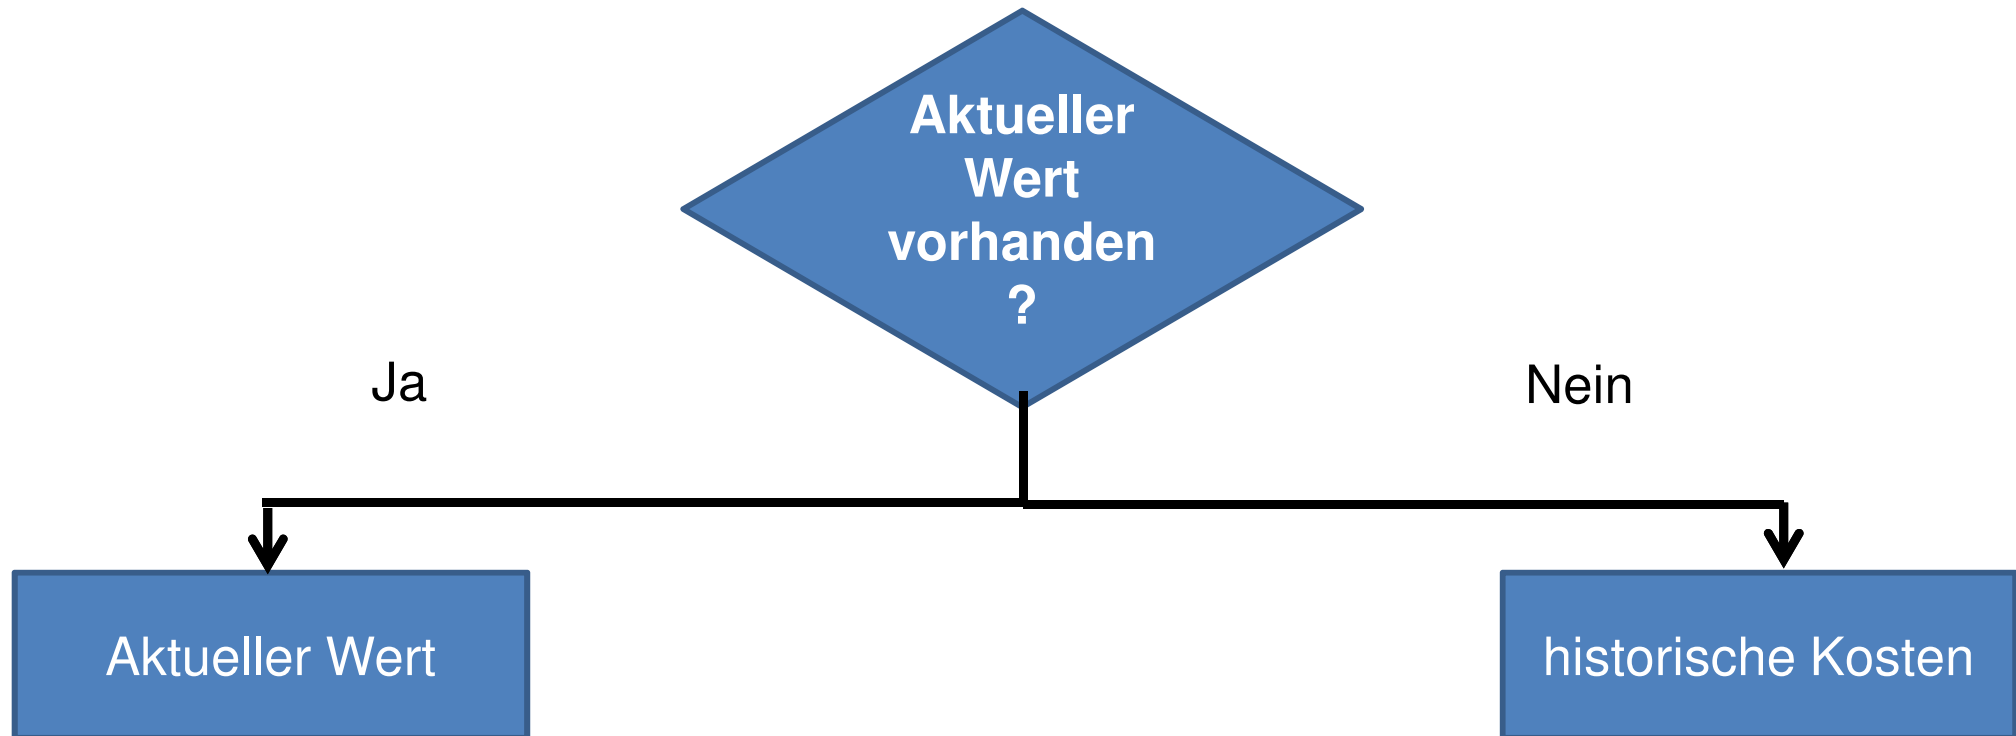 Aktueller
Wert
vorhanden
?
Ja
Nein
Aktueller Wert
historische Kosten